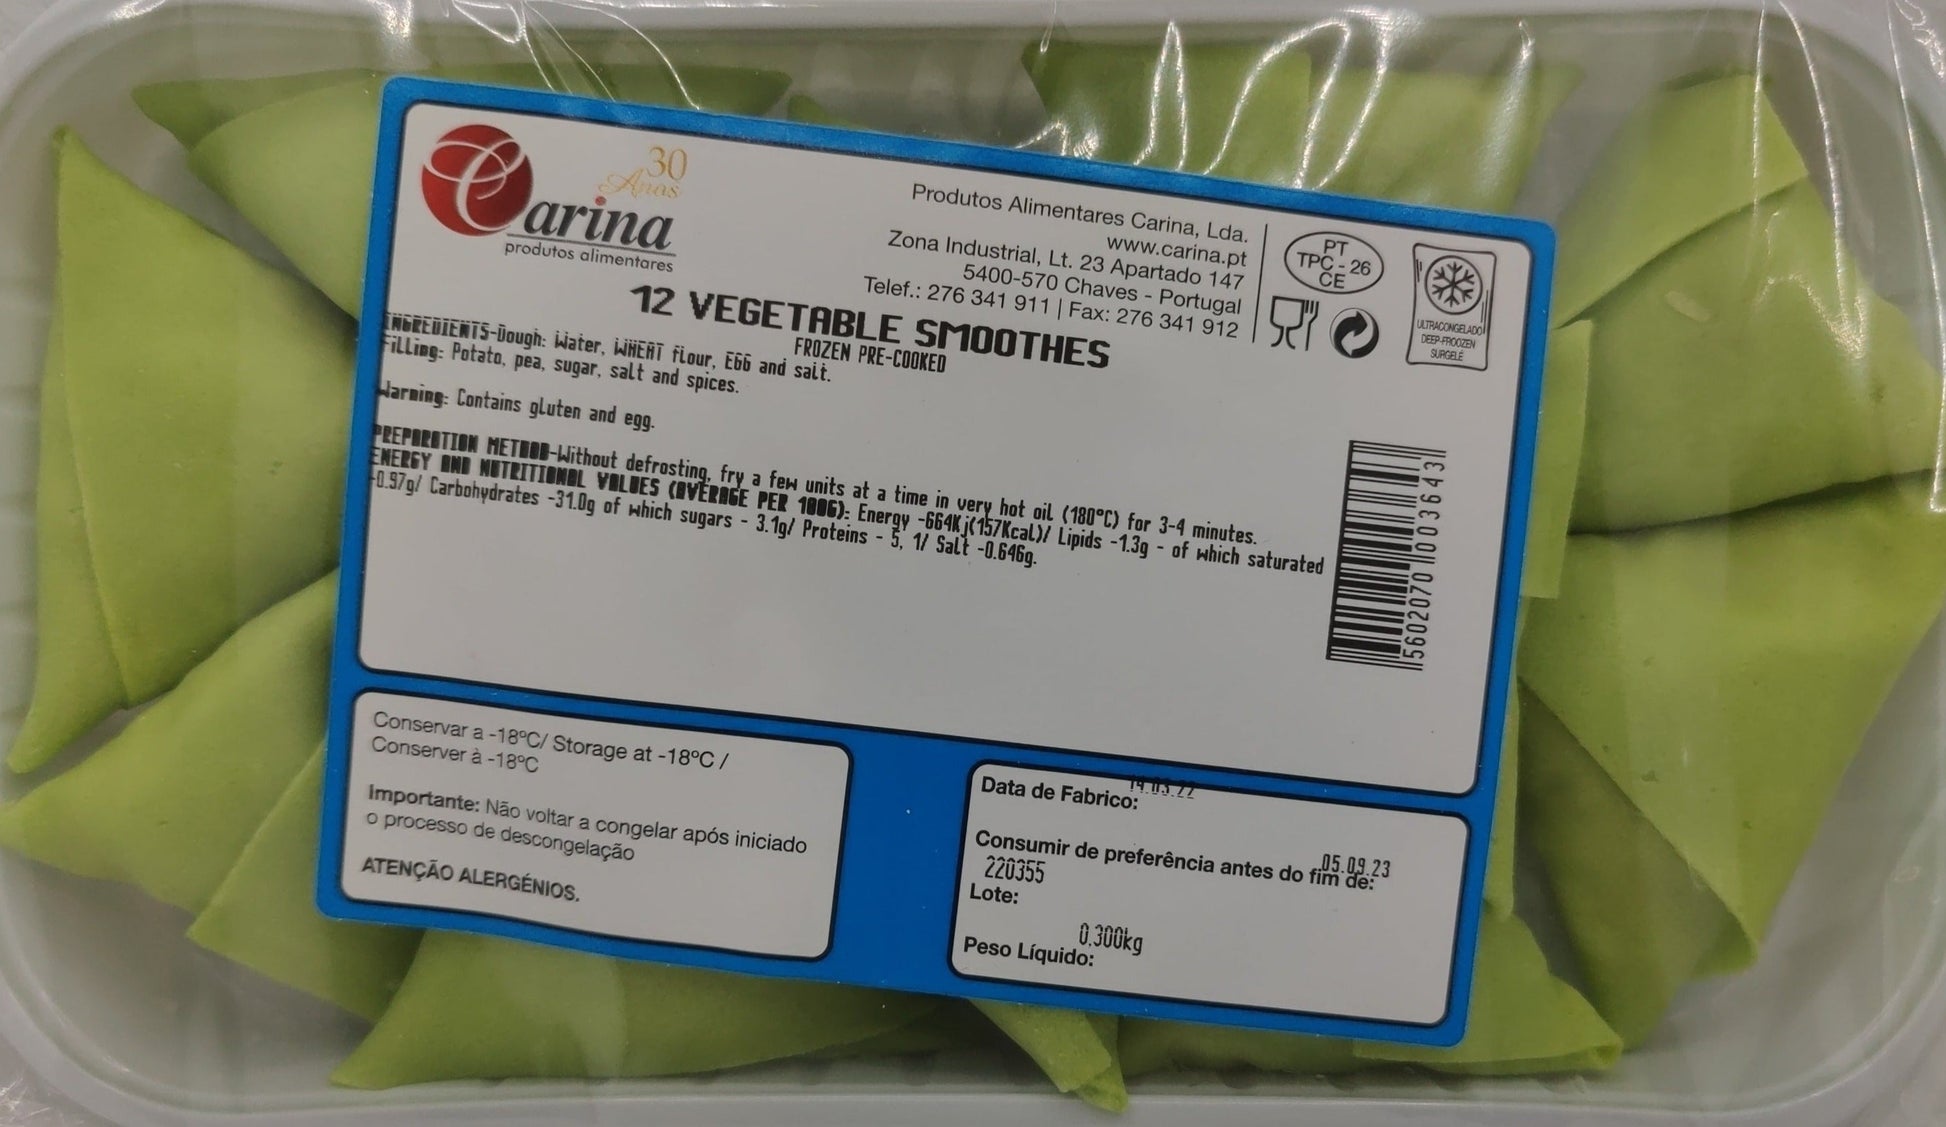 30
Anos
Carina
produtos alimentares
Produtos Alimentares Carina, Lda.
www.carina.pt
Zona Industrial, Lt. 23 Apartado 147
5400-570 Chaves - Portugal
Telef.: 276 341 911 | Fax: 276 341 912
PT
TPC - 26
CE
ULTRACONGELADO
DEEP-FROOZEN
SURGELÉ
12 VEGETABLE SMOOTHES
FROZEN PRE-COOKED
INGREDIENTS-Dough: Water, WHEAT flour, EGG and salt.
Filling: Potato, pea, sugar, salt and spices.
Warning: Contains gluten and egg.
PREPARATION METHOD-Without defrosting, fry a few units at a time in very hot oil (180ºC) for 3-4 minutes.
ENERGY AND NUTRITIONAL VALUES (AVERAGE PER 100G): Energy -664Kj(157Kcal)/ Lipids -1.3g - of which saturated
-0.97g/ Carbohydrates -31.0g of which sugars - 3.1g/ Proteins - 5, 1/ Salt -0.646g.
5602070 003643
Conservar a -18ºC/ Storage at -18ºC /
Conserver à -18ºC
Importante: Não voltar a congelar após iniciado
o processo de descongelação
ATENÇÃO ALERGÉNIOS.
14.03.22
Data de Fabrico:
05.09.23
Consumir de preferência antes do fim de:
220355
Lote:
0.300kg
Peso Líquido: